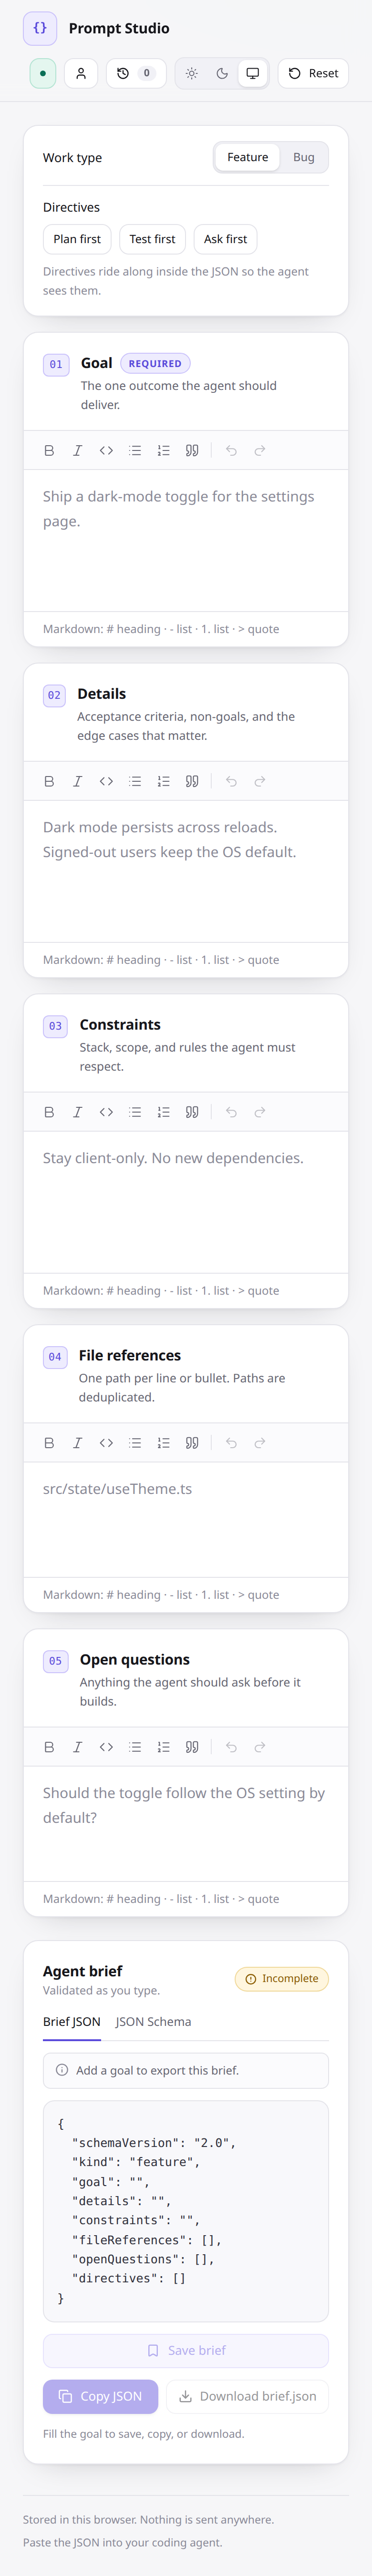 {} Prompt Studio
0 Reset
Work type Feature Bug
Directives
Plan first Test first Ask first
Directives ride along inside the JSON so the agent
sees them.
01 Goal REQUIRED
The one outcome the agent should
deliver.
Ship a dark-mode toggle for the settings
page.
Markdown: # heading · - list · 1. list · > quote
02 Details
Acceptance criteria, non-goals, and the
edge cases that matter.
Dark mode persists across reloads.
Signed-out users keep the OS default.
Markdown: # heading · - list · 1. list · > quote
03 Constraints
Stack, scope, and rules the agent must
respect.
Stay client-only. No new dependencies.
Markdown: # heading · - list · 1. list · > quote
04 File references
One path per line or bullet. Paths are
deduplicated.
src/state/useTheme.ts
Markdown: # heading · - list · 1. list · > quote
05 Open questions
Anything the agent should ask before it
builds.
Should the toggle follow the OS setting by
default?
Markdown: # heading · - list · 1. list · > quote
Agent brief
Validated as you type.
Incomplete
Brief JSON JSON Schema
Add a goal to export this brief.
{
"schemaVersion": "2.0",
"kind": "feature",
"goal": "",
"details": "",
"constraints": "",
"fileReferences": [],
"openQuestions": [],
"directives": []
}
Save brief
Copy JSON Download brief.json
Fill the goal to save, copy, or download.
Stored in this browser. Nothing is sent anywhere.
Paste the JSON into your coding agent.